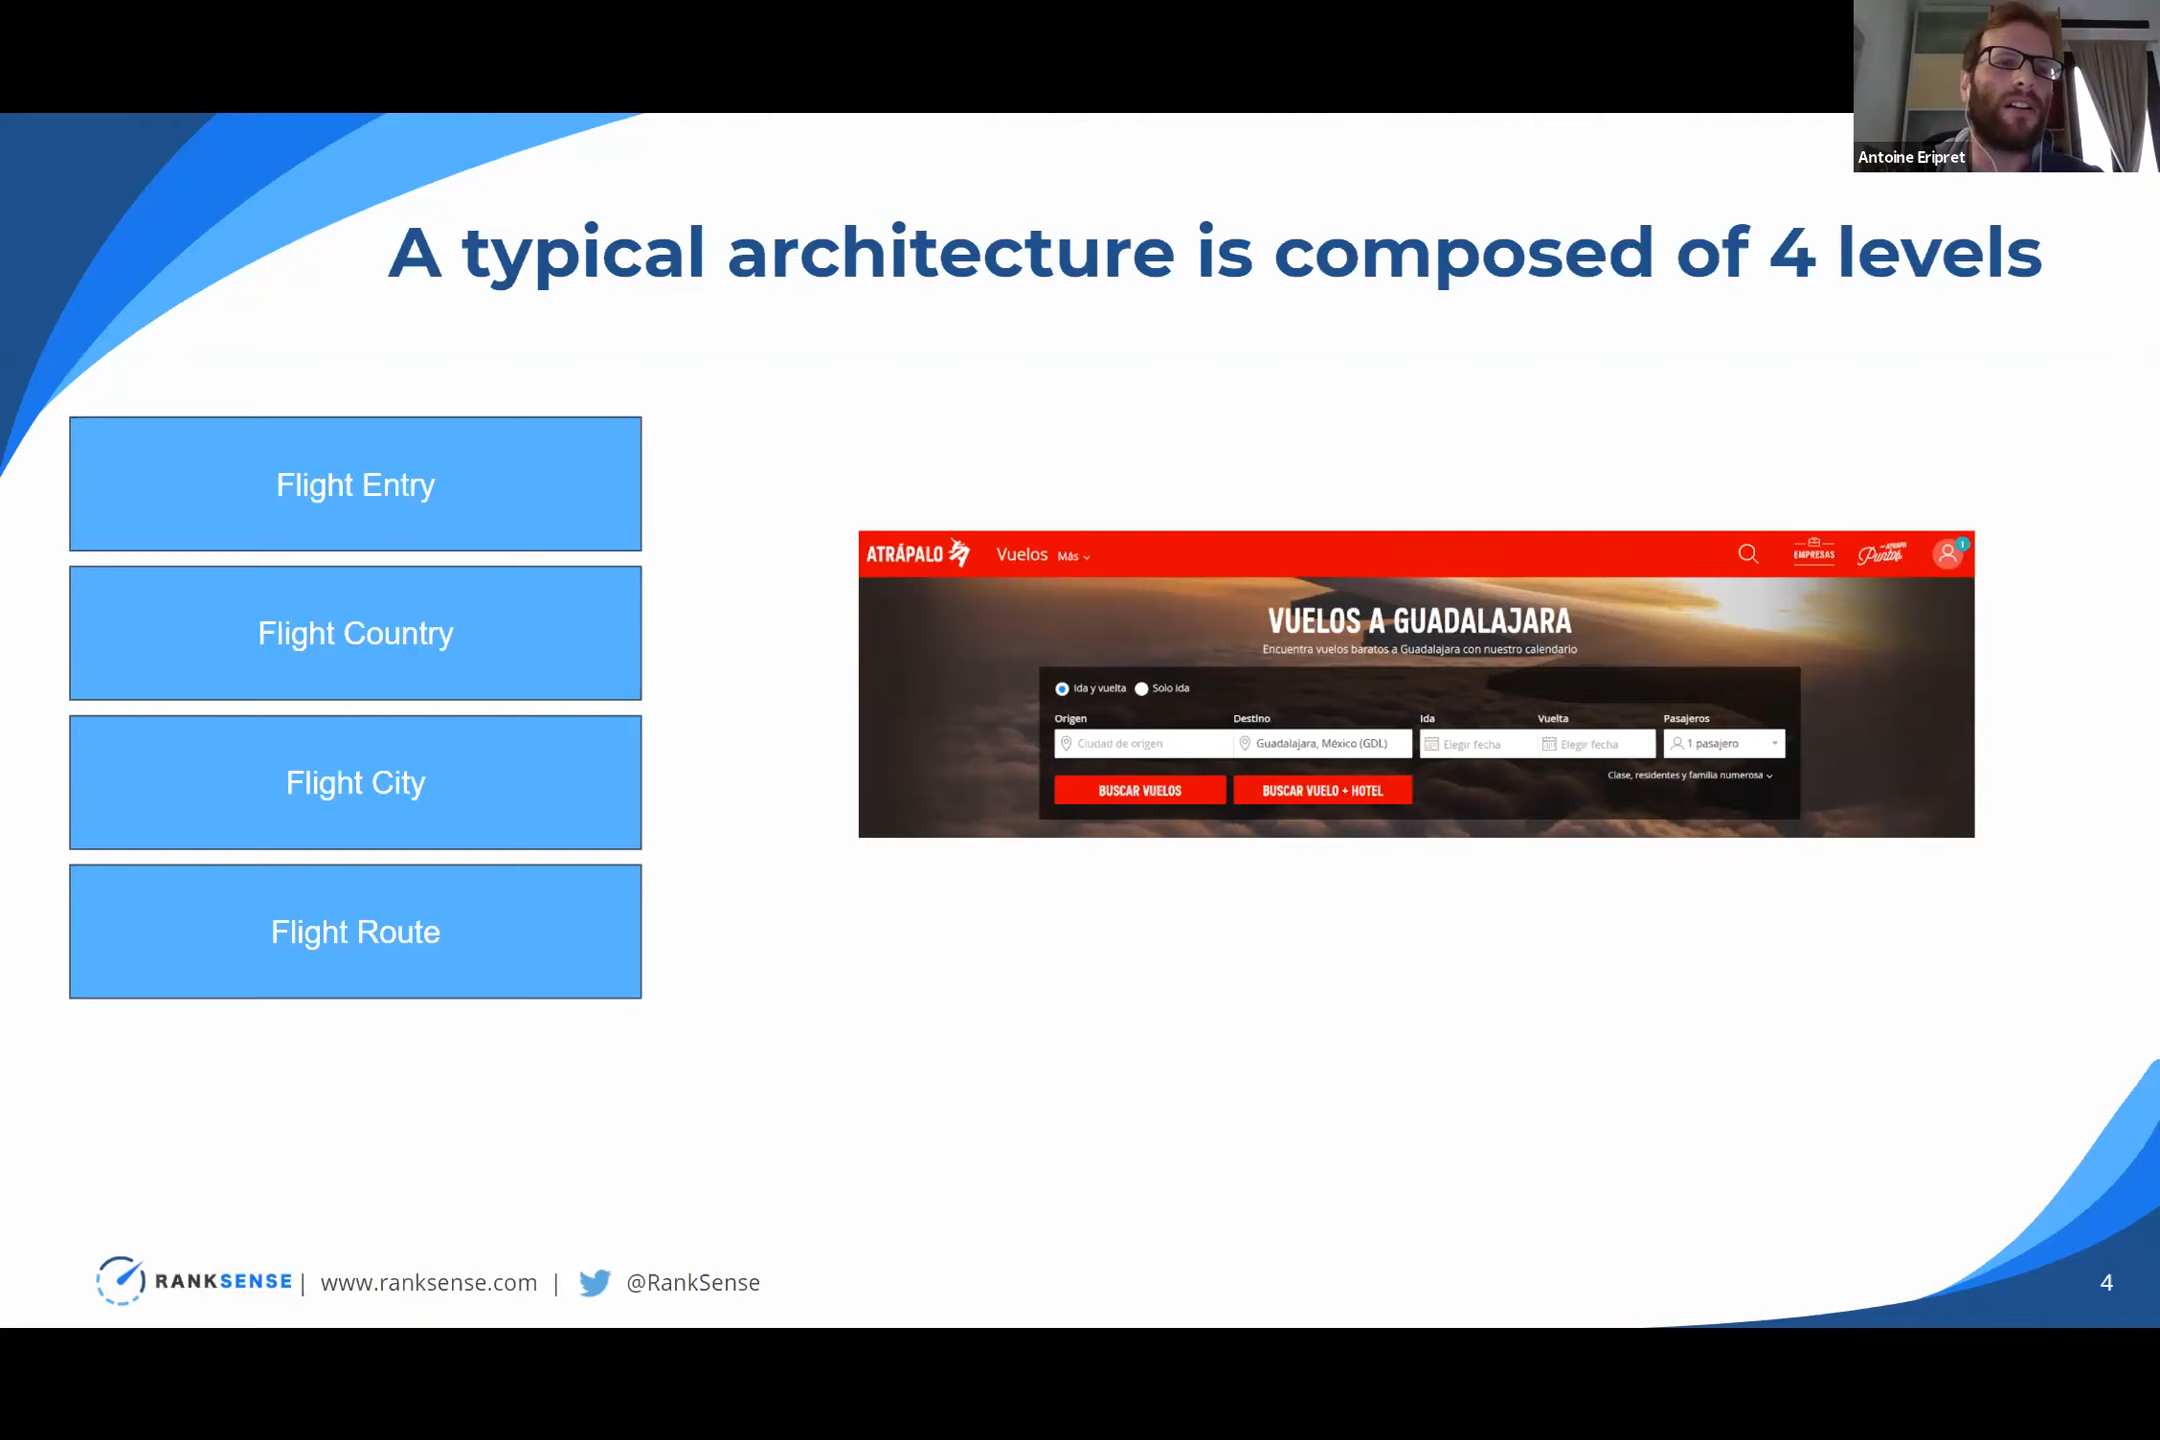 Antoine Eripret
A typical architecture is composed of 4 levels
Flight Entry
Flight Country
Flight City
Flight Route
ATRÁPALO
Vuelos Más
EMPRESAS
ATRAPA
Puntos
1
VUELOS A GUADALAJARA
Encuentra vuelos baratos a Guadalajara con nuestro calendario
Ida y vuelta Solo ida
Origen Destino Ida Vuelta Pasajeros
Ciudad de origen Guadalajara, México (GDL) Elegir fecha Elegir fecha 1 pasajero
Clase, residentes y familia numerosa
BUSCAR VUELOS BUSCAR VUELO + HOTEL
RANKSENSE | www.ranksense.com | @RankSense
4